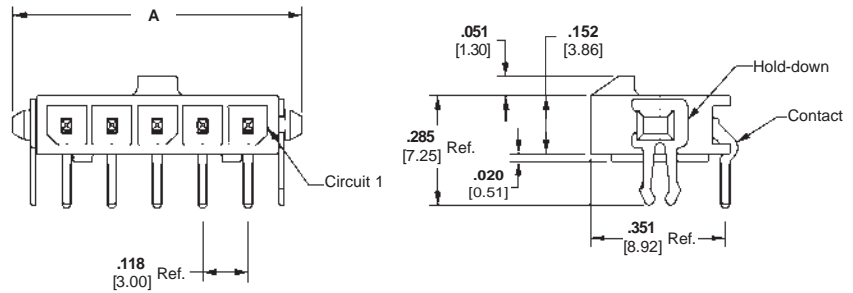 A
Circuit 1
.118
[3.00] Ref.
.051
[1.30]
.152
[3.86]
Hold-down
Contact
.285
[7.25] Ref.
.020
[0.51]
.351
[8.92] Ref.